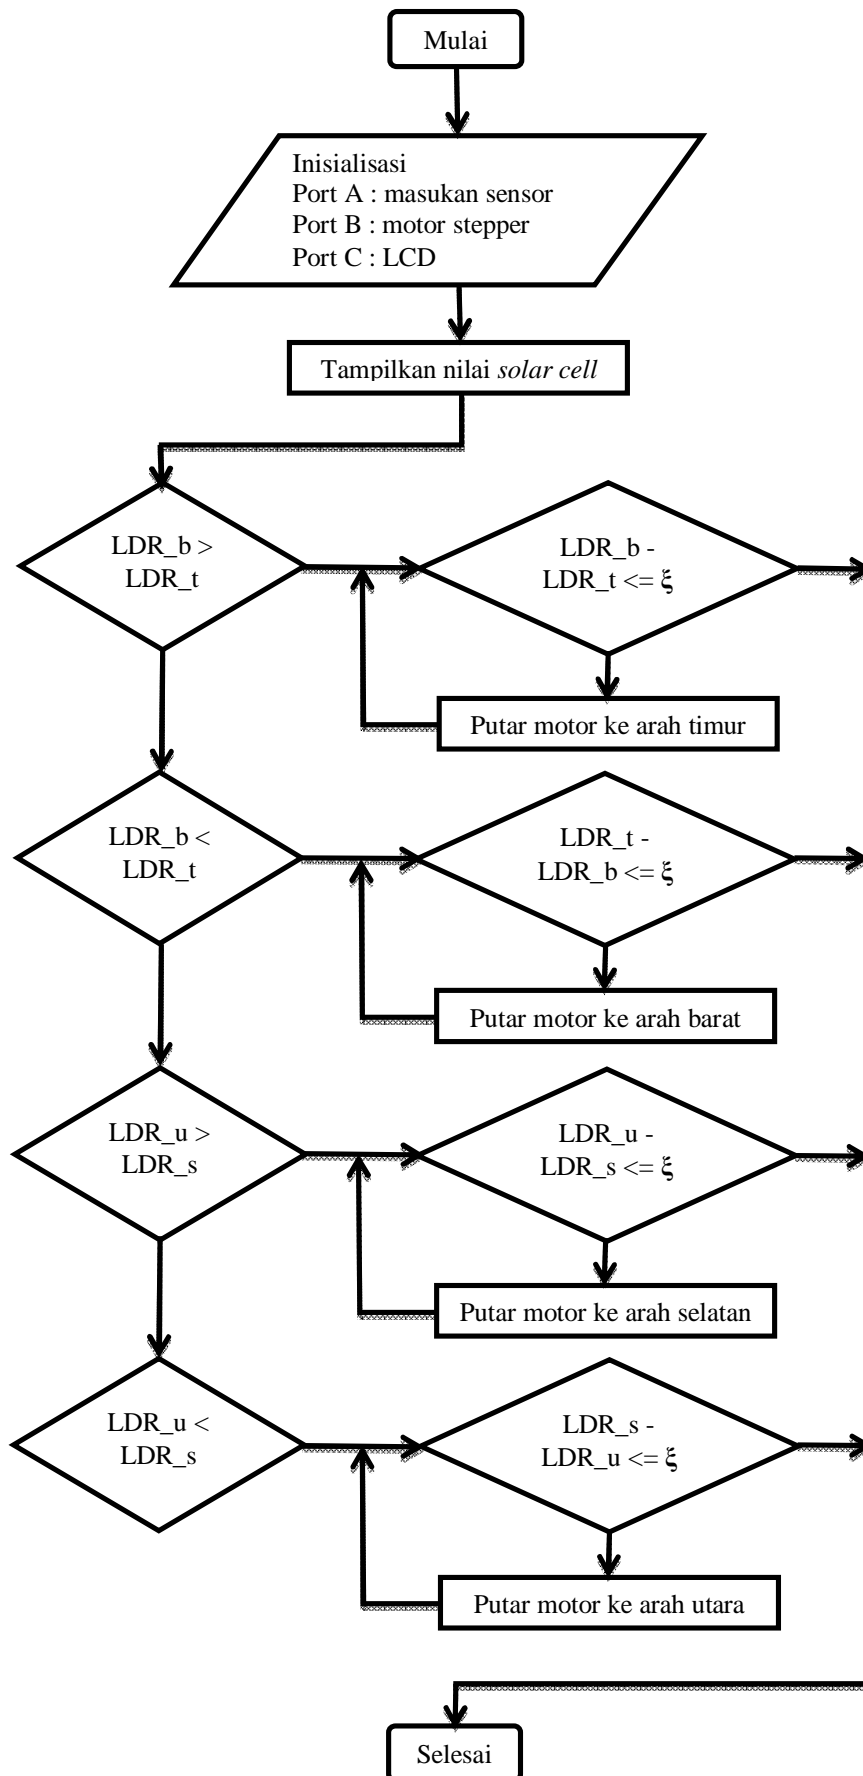 Mulai
Inisialisasi
Port A : masukan sensor
Port B : motor stepper
Port C : LCD
Tampilkan nilai solar cell
LDR_b >
LDR_t
LDR_b -
LDR_t <= ξ
Putar motor ke arah timur
LDR_b <
LDR_t
LDR_t -
LDR_b <= ξ
Putar motor ke arah barat
LDR_u >
LDR_s
LDR_u -
LDR_s <= ξ
Putar motor ke arah selatan
LDR_u <
LDR_s
LDR_s -
LDR_u <= ξ
Putar motor ke arah utara
Selesai